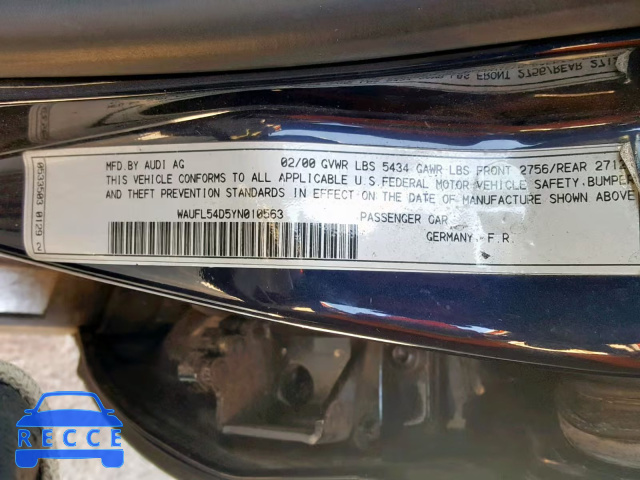 MFD.BY AUDI AG 02/00 GVWR LBS 5434 GAWR LBS FRONT 2756/REAR 271
THIS VEHICLE CONFORMS TO ALL APPLICABLE U.S.FEDERAL MOTOR VEHICLE SAFETY, BUMPE
AND THEFT PREVENTION STANDARDS IN EFFECT ON THE DATE OF MANUFACTURE SHOWN ABOVE
WAUFL54D5YN010563 PASSENGER CAR
GERMANY-F.R.
RECCE